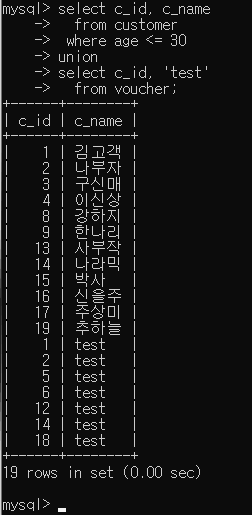 mysql> select c_id, c_name
    ->   from customer
    ->  where age <= 30
    -> union
    -> select c_id, 'test'
    ->   from voucher;
+------+--------+
| c_id | c_name |
+------+--------+
|    1 | 김고객 |
|    2 | 나부자 |
|    3 | 구신매 |
|    4 | 이신상 |
|    8 | 강하지 |
|    9 | 한나리 |
|   13 | 사부작 |
|   14 | 나라믹 |
|   15 | 박사 |
|   16 | 신을주 |
|   17 | 주상미 |
|   19 | 추하늘 |
|    1 | test |
|    2 | test |
|    5 | test |
|    6 | test |
|   12 | test |
|   14 | test |
|   18 | test |
+------+--------+
19 rows in set (0.00 sec)
mysql>